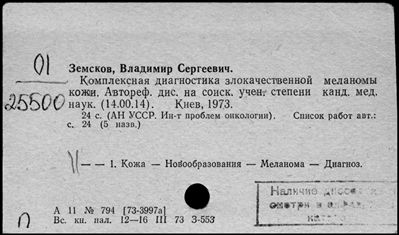 01
25500
Земсков, Владимир Сергеевич.
Комплексная диагностика злокачественной меланомы
кожи. Автореф. дис. на соиск. учен. степени канд. мед.
наук. (14.00.14). Киев, 1973.
24 с. (АН УССР. Ин-т проблем онкологии). Список работ авт.:
с. 24 (5 назв.)
— 1. Кожа — Новообразования — Меланома — Диагноз.
Наличие
смотри в
п
А 11 № 794 [73-3997а]
Вс. кн. пал. 12—16 III 73 З-553